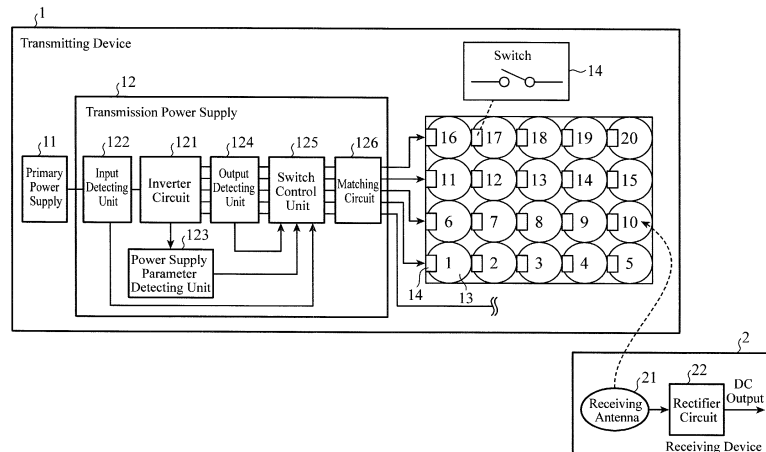 1
Transmitting Device
12
Transmission Power Supply
Switch
14
11
122
121
124
125
126
Primary
Power
Supply
Input
Detecting
Unit
Inverter
Circuit
Output
Detecting
Unit
Switch
Control
Unit
Matching
Circuit
123
Power Supply
Parameter
Detecting Unit
16 17 18 19 20
11 12 13 14 15
6 7 8 9 10
1 2 3 4 5
14
13
2
21
22
DC
Output
Receiving
Antenna
Rectifier
Circuit
Receiving Device